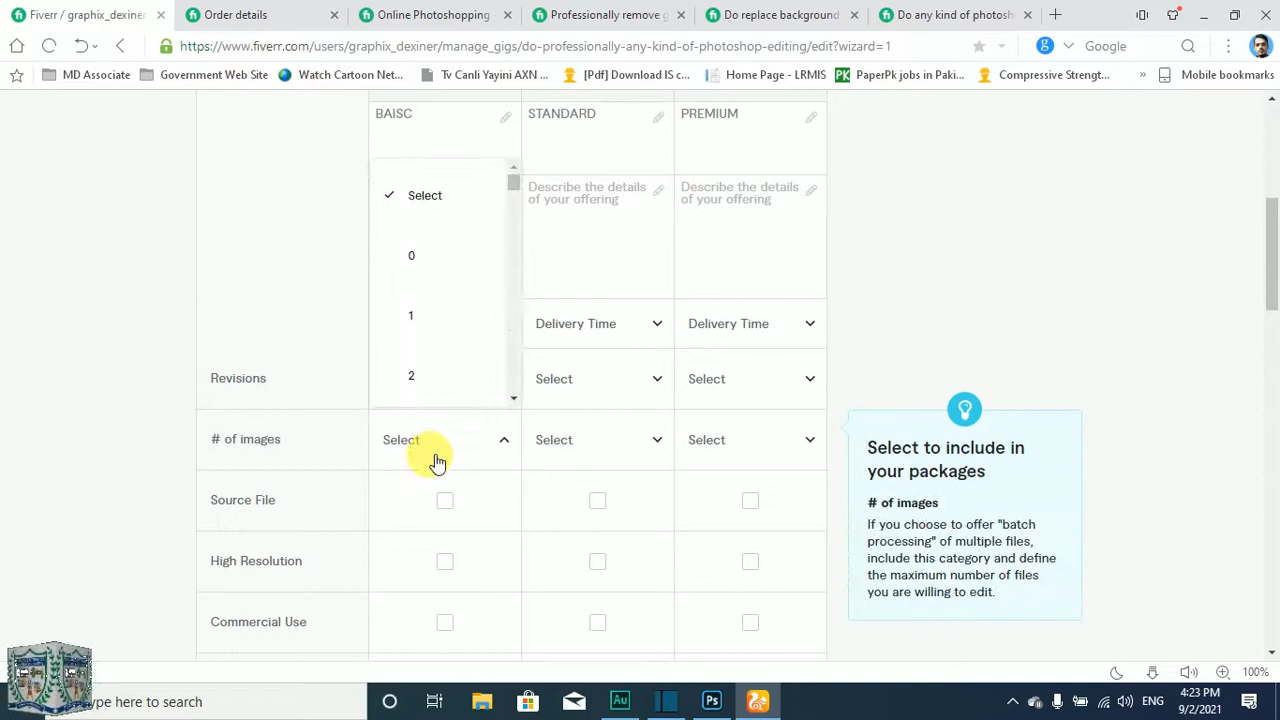 Fiverr / graphix_dexiner
Order details
Online Photoshopping
Professionally remove g
Do replace background
Do any kind of photosh
https://www.fiverr.com/users/graphix_dexiner/manage_gigs/do-professionally-any-kind-of-photoshop-editing/edit?wizard=1
Google
MD Associate
Government Web Site
Watch Cartoon Net...
Tv Canli Yayini AXN ...
[Pdf] Download IS c...
Home Page - LRMIS
PaperPk jobs in Paki...
Compressive Strengt...
»
Mobile bookmarks
BAISC
STANDARD
PREMIUM
Select
0
1
2
Describe the details
of your offering
Describe the details
of your offering
Delivery Time
Delivery Time
Revisions
Select
Select
# of images
Select
Select
Select
Source File
High Resolution
Commercial Use
Select to include in
your packages
# of images
If you choose to offer "batch
processing" of multiple files,
include this category and define
the maximum number of files
you are willing to edit.
100%
ype here to search
Au
Ps
ENG
4:23 PM
9/2/2021